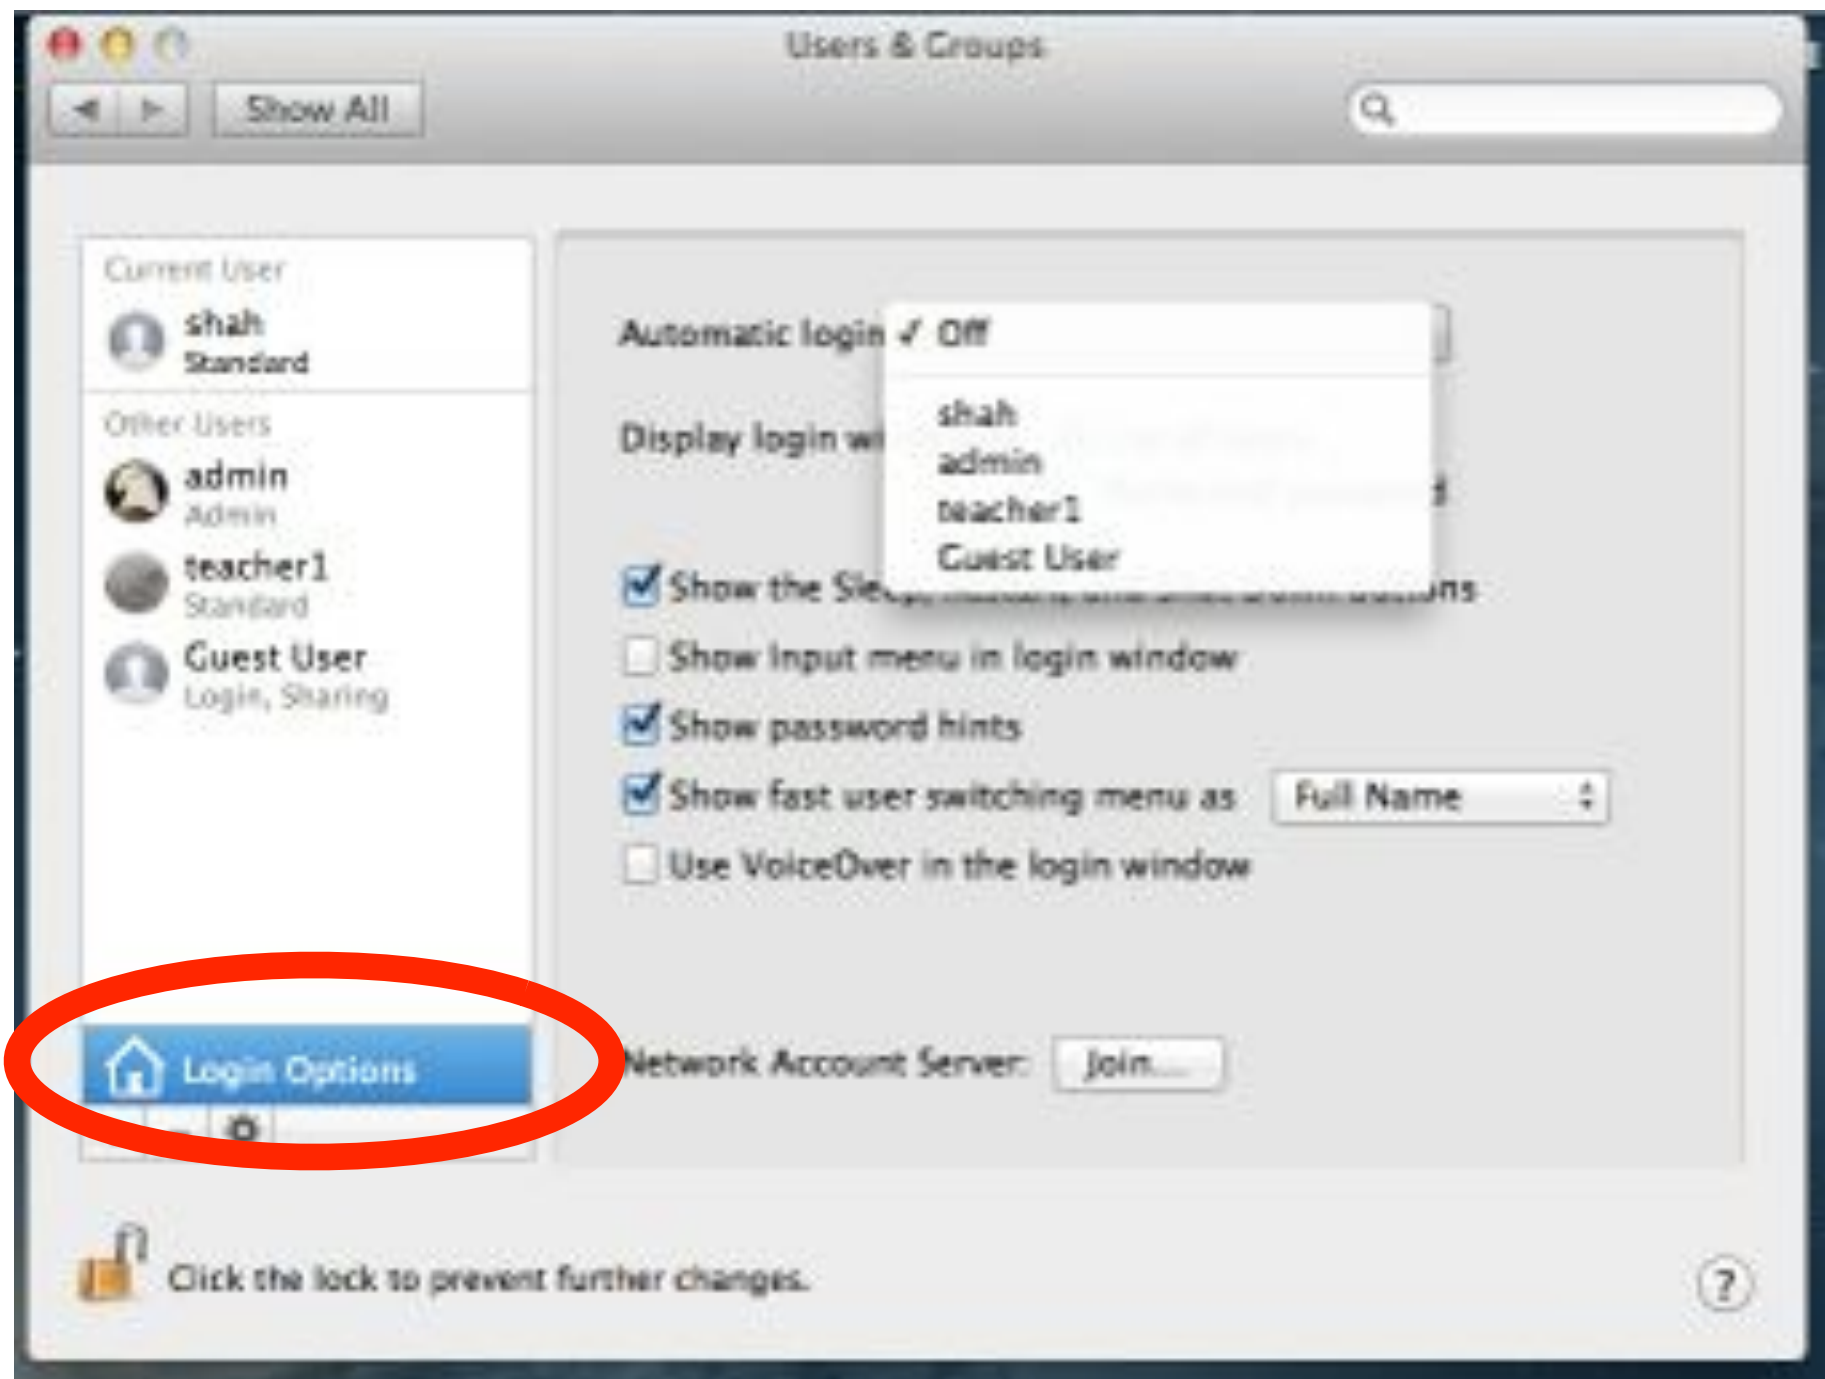 Users & Groups
Show All
Current User
shah
Standard
Other Users
admin
Admin
teacher1
Standard
Guest User
Login, Sharing
Login Options
Automatic login
✓ Off
shah
admin
teacher1
Guest User
Display login wi
Show the Sle
ns
Show Input menu in login window
Show password hints
Show fast user switching menu as Full Name
Use VoiceOver in the login window
Network Account Server: Join...
Click the lock to prevent further changes.
?